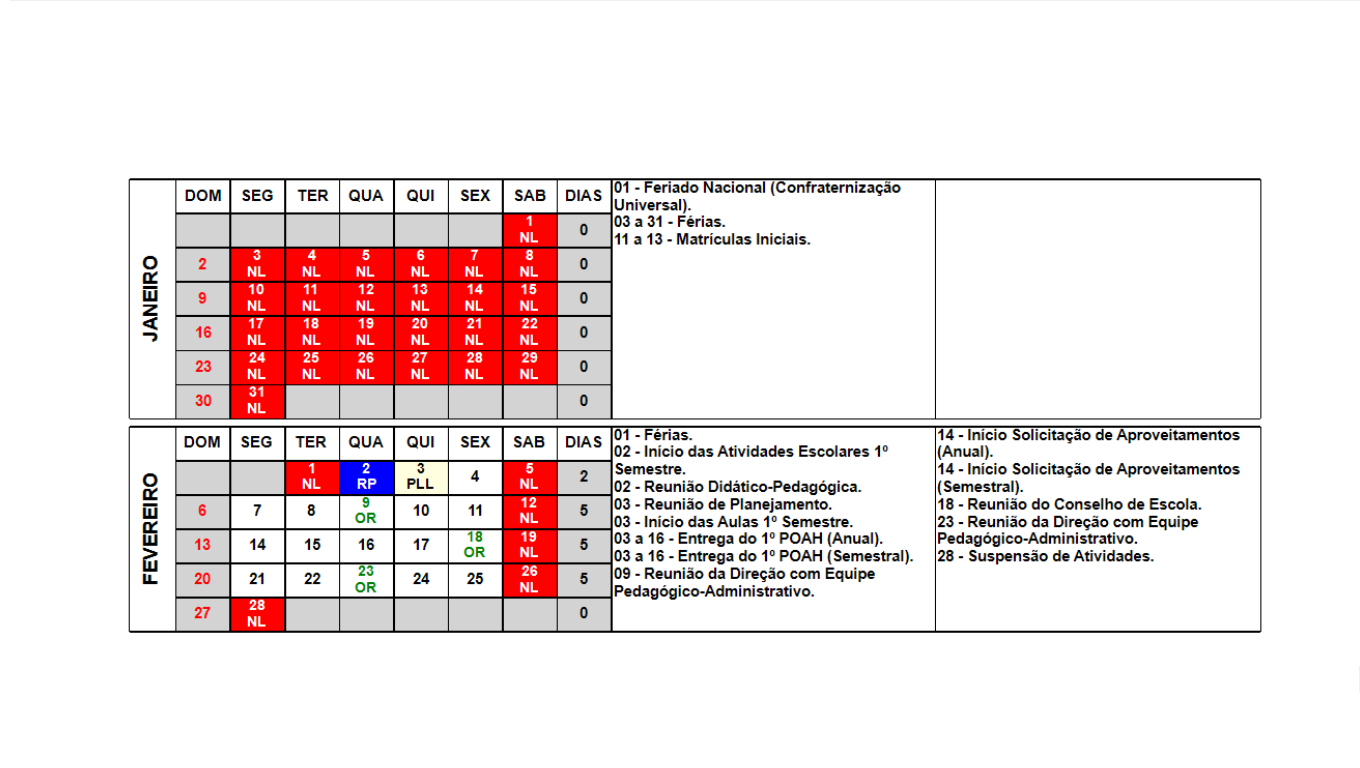 JANEIRO
DOM SEG TER QUA QUI SEX SAB DIAS
1 0
NL
2 3 4 5 6 7 8 0
NL NL NL NL NL NL
9 10 11 12 13 14 15 0
NL NL NL NL NL NL
16 17 18 19 20 21 22 0
NL NL NL NL NL NL
23 24 25 26 27 28 29 0
NL NL NL NL NL NL
30 31 0
NL
01 - Feriado Nacional (Confraternização
Universal).
03 a 31 - Férias.
11 a 13 - Matrículas Iniciais.
FEVEREIRO
DOM SEG TER QUA QUI SEX SAB DIAS
1 2 3 4 5 2
NL RP PLL NL
6 7 8 9 10 11 12 5
OR NL
13 14 15 16 17 18 19 5
OR NL
20 21 22 23 24 25 26 5
OR NL
27 28 0
NL
01 - Férias.
02 - Início das Atividades Escolares 1º
Semestre.
02 - Reunião Didático-Pedagógica.
03 - Reunião de Planejamento.
03 - Início das Aulas 1º Semestre.
03 a 16 - Entrega do 1º POAH (Anual).
03 a 16 - Entrega do 1º POAH (Semestral).
09 - Reunião da Direção com Equipe
Pedagógico-Administrativo.
14 - Início Solicitação de Aproveitamentos
(Anual).
14 - Início Solicitação de Aproveitamentos
(Semestral).
18 - Reunião do Conselho de Escola.
23 - Reunião da Direção com Equipe
Pedagógico-Administrativo.
28 - Suspensão de Atividades.